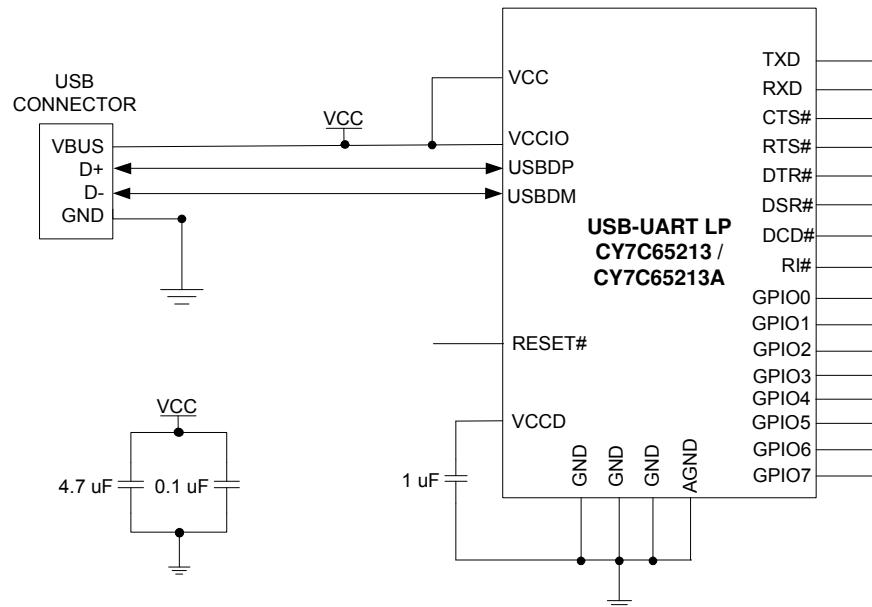 USB
CONNECTOR
VBUS
D+
D-
GND
VCC
VCC
VCCIO
USBDP
USBDM
RESET#
VCCD
USB-UART LP
CY7C65213 /
CY7C65213A
TXD
RXD
CTS#
RTS#
DTR#
DSR#
DCD#
RI#
GPIO0
GPIO1
GPIO2
GPIO3
GPIO4
GPIO5
GPIO6
GPIO7
GND
GND
GND
AGND
1 uF
VCC
4.7 uF
0.1 uF